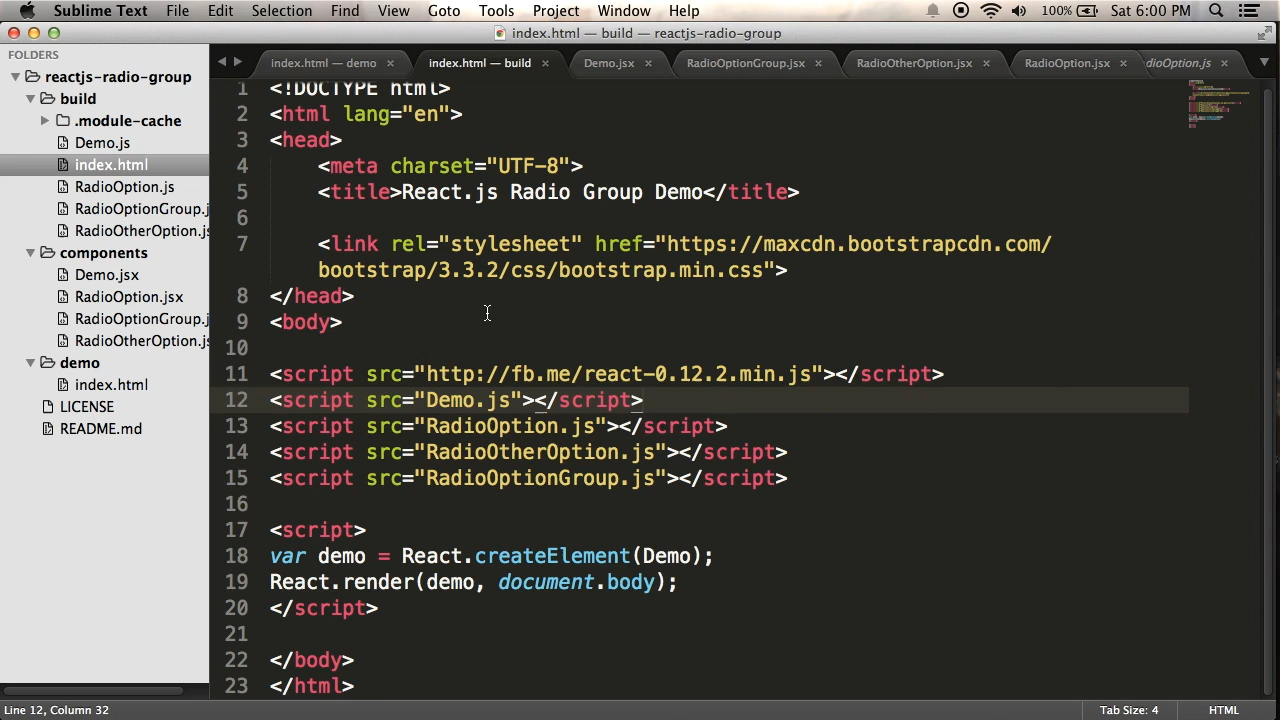 Sublime Text File Edit Selection Find View Goto Tools Project Window Help 100% Sat 6:00 PM
index.html — build — reactjs-radio-group
FOLDERS
reactjs-radio-group
build
.module-cache
Demo.js
index.html
RadioOption.js
RadioOptionGroup.j
RadioOtherOption.js
components
Demo.jsx
RadioOption.jsx
RadioOptionGroup.j
RadioOtherOption.js
demo
index.html
LICENSE
README.md
index.html — demo × index.html — build × Demo.jsx × RadioOptionGroup.jsx × RadioOtherOption.jsx × RadioOption.jsx × dioOption.js ×
1 <!DOCTYPE html>
2 <html lang="en">
3 <head>
4 <meta charset="UTF-8">
5 <title>React.js Radio Group Demo</title>
6
7 <link rel="stylesheet" href="https://maxcdn.bootstrapcdn.com/
bootstrap/3.3.2/css/bootstrap.min.css">
8 </head>
9 <body>
10
11 <script src="http://fb.me/react-0.12.2.min.js"></script>
12 <script src="Demo.js"></script>
13 <script src="RadioOption.js"></script>
14 <script src="RadioOtherOption.js"></script>
15 <script src="RadioOptionGroup.js"></script>
16
17 <script>
18 var demo = React.createElement(Demo);
19 React.render(demo, document.body);
20 </script>
21
22 </body>
23 </html>
Line 12, Column 32
Tab Size: 4 HTML